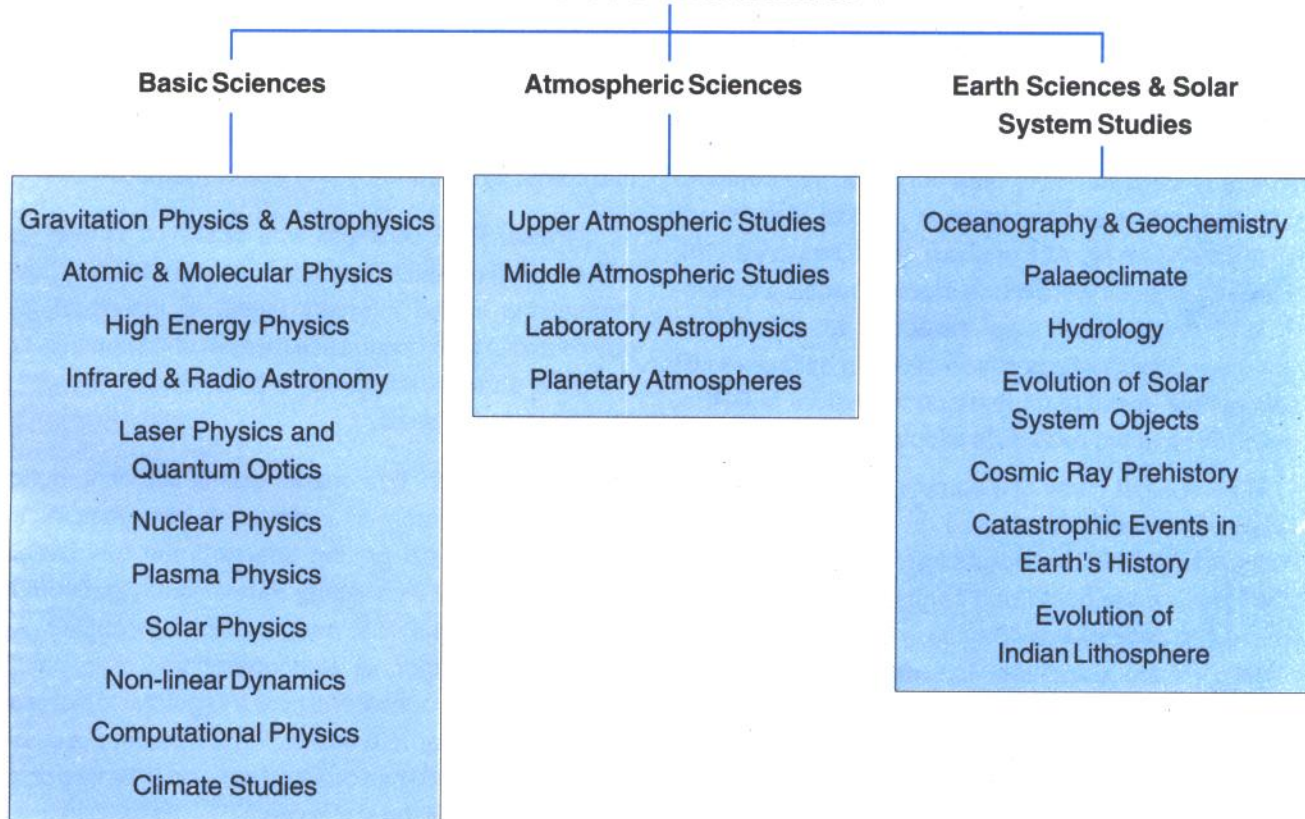 Basic Sciences
Gravitation Physics & Astrophysics
Atomic & Molecular Physics
High Energy Physics
Infrared & Radio Astronomy
Laser Physics and
Quantum Optics
Nuclear Physics
Plasma Physics
Solar Physics
Non-linear Dynamics
Computational Physics
Climate Studies
Atmospheric Sciences
Upper Atmospheric Studies
Middle Atmospheric Studies
Laboratory Astrophysics
Planetary Atmospheres
Earth Sciences & Solar
System Studies
Oceanography & Geochemistry
Palaeoclimate
Hydrology
Evolution of Solar
System Objects
Cosmic Ray Prehistory
Catastrophic Events in
Earth's History
Evolution of
Indian Lithosphere